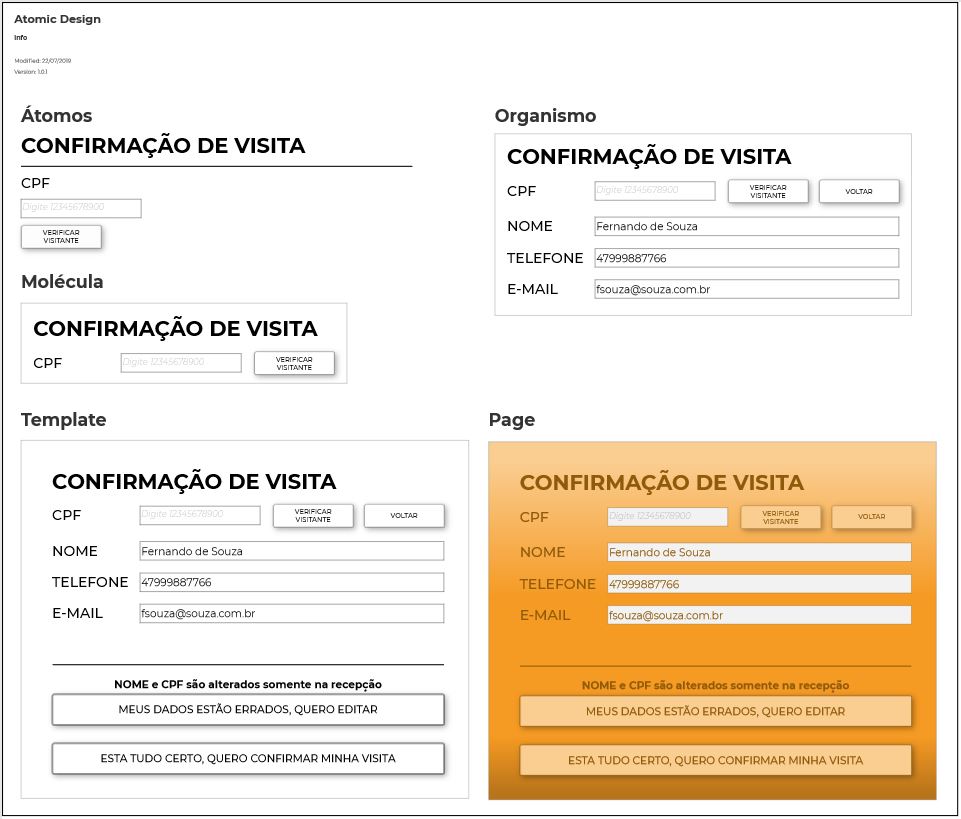 Atomic Design
Info
Modified: 22/07/2019
Version: 1.0.1
Átomos
CONFIRMAÇÃO DE VISITA
CPF
Digite 12345678900
VERIFICAR
VISITANTE
Molécula
CONFIRMAÇÃO DE VISITA
CPF
Digite 12345678900
VERIFICAR
VISITANTE
Organismo
CONFIRMAÇÃO DE VISITA
CPF
Digite 12345678900
VERIFICAR
VISITANTE
VOLTAR
NOME
Fernando de Souza
TELEFONE
47999887766
E-MAIL
fsouza@souza.com.br
Template
CONFIRMAÇÃO DE VISITA
CPF
Digite 12345678900
VERIFICAR
VISITANTE
VOLTAR
NOME
Fernando de Souza
TELEFONE
47999887766
E-MAIL
fsouza@souza.com.br
NOME e CPF são alterados somente na recepção
MEUS DADOS ESTÃO ERRADOS, QUERO EDITAR
ESTA TUDO CERTO, QUERO CONFIRMAR MINHA VISITA
Page
CONFIRMAÇÃO DE VISITA
CPF
Digite 12345678900
VERIFICAR
VISITANTE
VOLTAR
NOME
Fernando de Souza
TELEFONE
47999887766
E-MAIL
fsouza@souza.com.br
NOME e CPF são alterados somente na recepção
MEUS DADOS ESTÃO ERRADOS, QUERO EDITAR
ESTA TUDO CERTO, QUERO CONFIRMAR MINHA VISITA